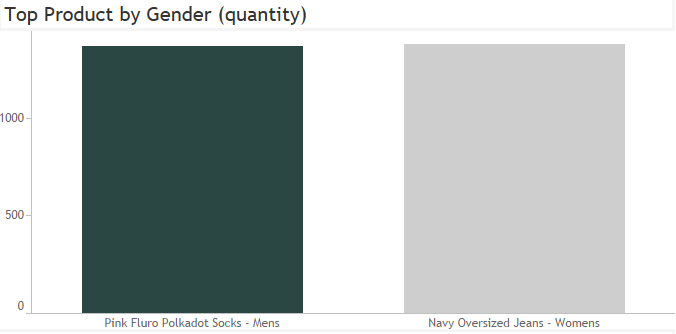 Top Product by Gender (quantity)
1000
500
0
Pink Fluro Polkadot Socks - Mens
Navy Oversized Jeans - Womens